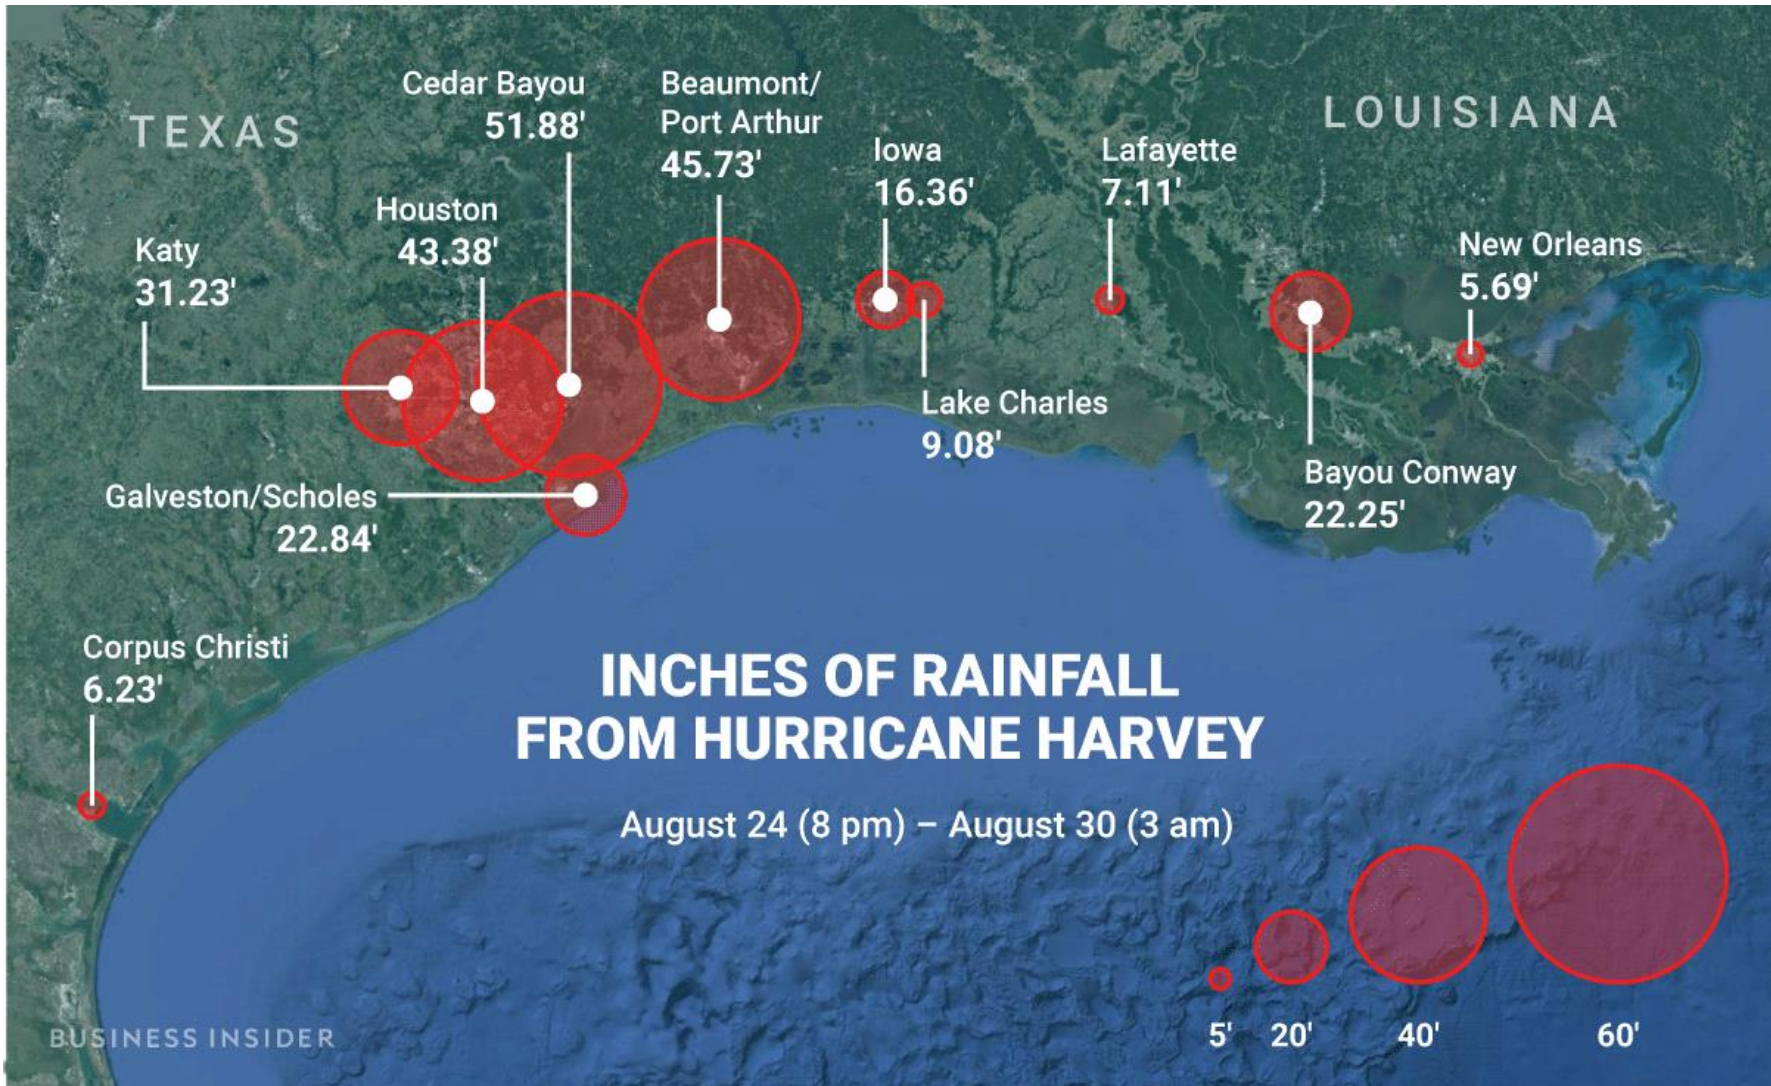 TEXAS
LOUISIANA
Cedar Bayou
51.88'
Beaumont/
Port Arthur
45.73'
Iowa
16.36'
Lafayette
7.11'
Houston
43.38'
Katy
31.23'
New Orleans
5.69'
Lake Charles
9.08'
Bayou Conway
22.25'
Galveston/Scholes
22.84'
Corpus Christi
6.23'
INCHES OF RAINFALL
FROM HURRICANE HARVEY
August 24 (8 pm) – August 30 (3 am)
5' 20' 40' 60'
BUSINESS INSIDER